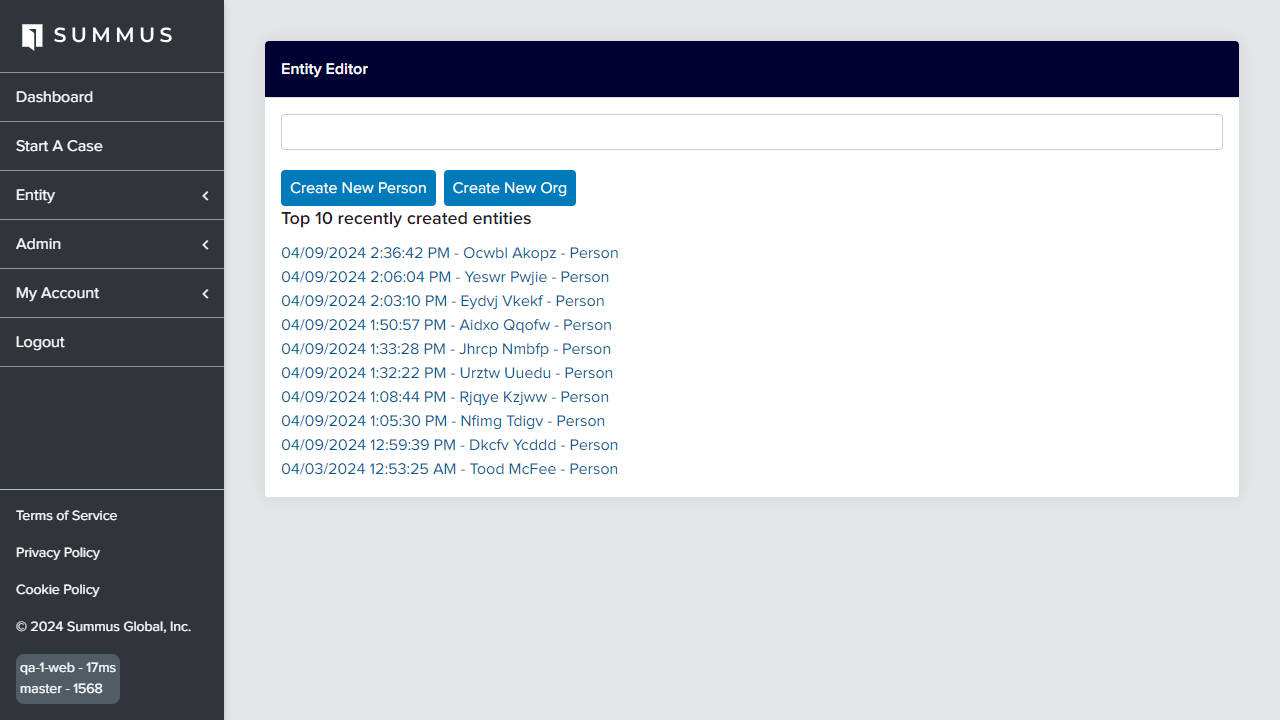 SUMMUS
Dashboard
Start A Case
Entity
Admin
My Account
Logout
Terms of Service
Privacy Policy
Cookie Policy
© 2024 Summus Global, Inc.
qa-1-web - 17ms
master - 1568
Entity Editor
Create New Person Create New Org
Top 10 recently created entities
04/09/2024 2:36:42 PM - Ocwbl Akopz - Person
04/09/2024 2:06:04 PM - Yeswr Pwjie - Person
04/09/2024 2:03:10 PM - Eydvj Vkekf - Person
04/09/2024 1:50:57 PM - Aidxo Qqofw - Person
04/09/2024 1:33:28 PM - Jhrcp Nmbfp - Person
04/09/2024 1:32:22 PM - Urztw Uuedu - Person
04/09/2024 1:08:44 PM - Rjqye Kzjww - Person
04/09/2024 1:05:30 PM - Nfimg Tdigv - Person
04/09/2024 12:59:39 PM - Dkcfv Ycddd - Person
04/03/2024 12:53:25 AM - Tood McFee - Person